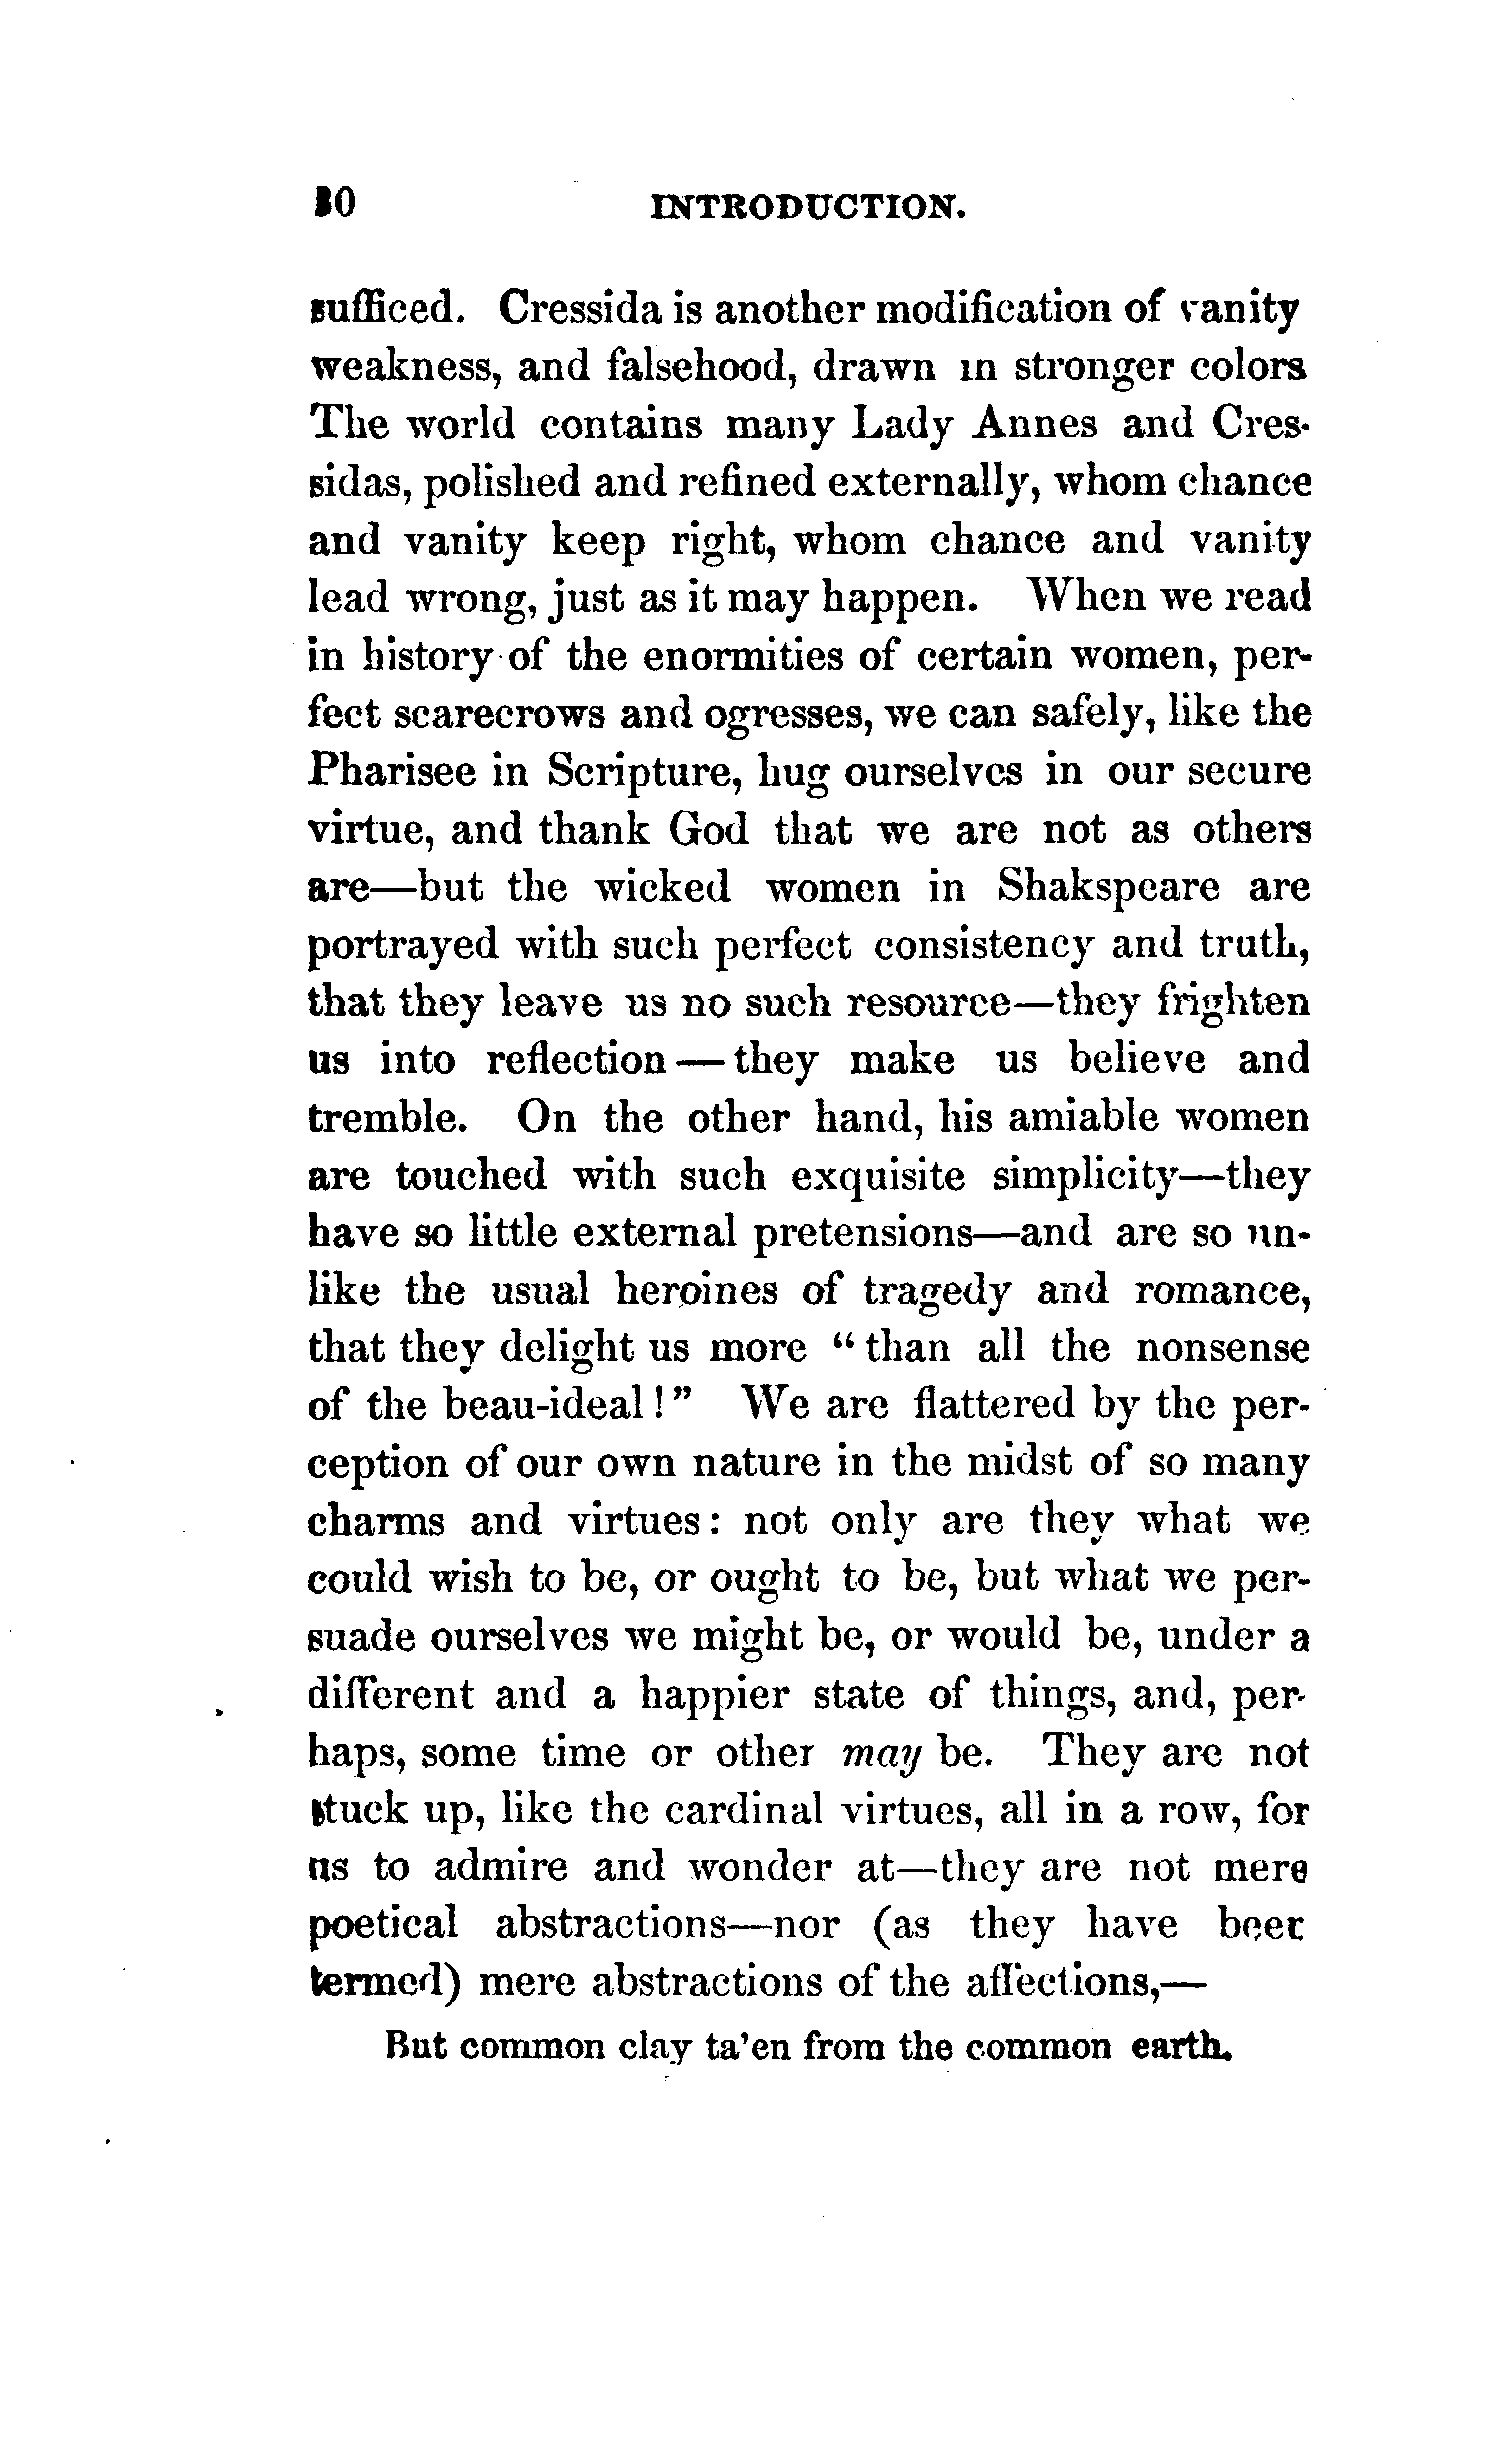 30 INTRODUCTION.
sufficed. Cressida is another modification of vanity
weakness, and falsehood, drawn in stronger colors
The world contains many Lady Annes and Cres-
sidas, polished and refined externally, whom chance
and vanity keep right, whom chance and vanity
lead wrong, just as it may happen. When we read
in history of the enormities of certain women, per-
fect scarecrows and ogresses, we can safely, like the
Pharisee in Scripture, hug ourselves in our secure
virtue, and thank God that we are not as others
are—but the wicked women in Shakspeare are
portrayed with such perfect consistency and truth,
that they leave us no such resource—they frighten
us into reflection—they make us believe and
tremble. On the other hand, his amiable women
are touched with such exquisite simplicity—they
have so little external pretensions—and are so un-
like the usual heroines of tragedy and romance,
that they delight us more “than all the nonsense
of the beau-ideal!” We are flattered by the per-
ception of our own nature in the midst of so many
charms and virtues: not only are they what we
could wish to be, or ought to be, but what we per-
suade ourselves we might be, or would be, under a
different and a happier state of things, and, per-
haps, some time or other may be. They are not
stuck up, like the cardinal virtues, all in a row, for
us to admire and wonder at—they are not mere
poetical abstractions—nor (as they have been
termed) mere abstractions of the affections,—
But common clay ta’en from the common earth.